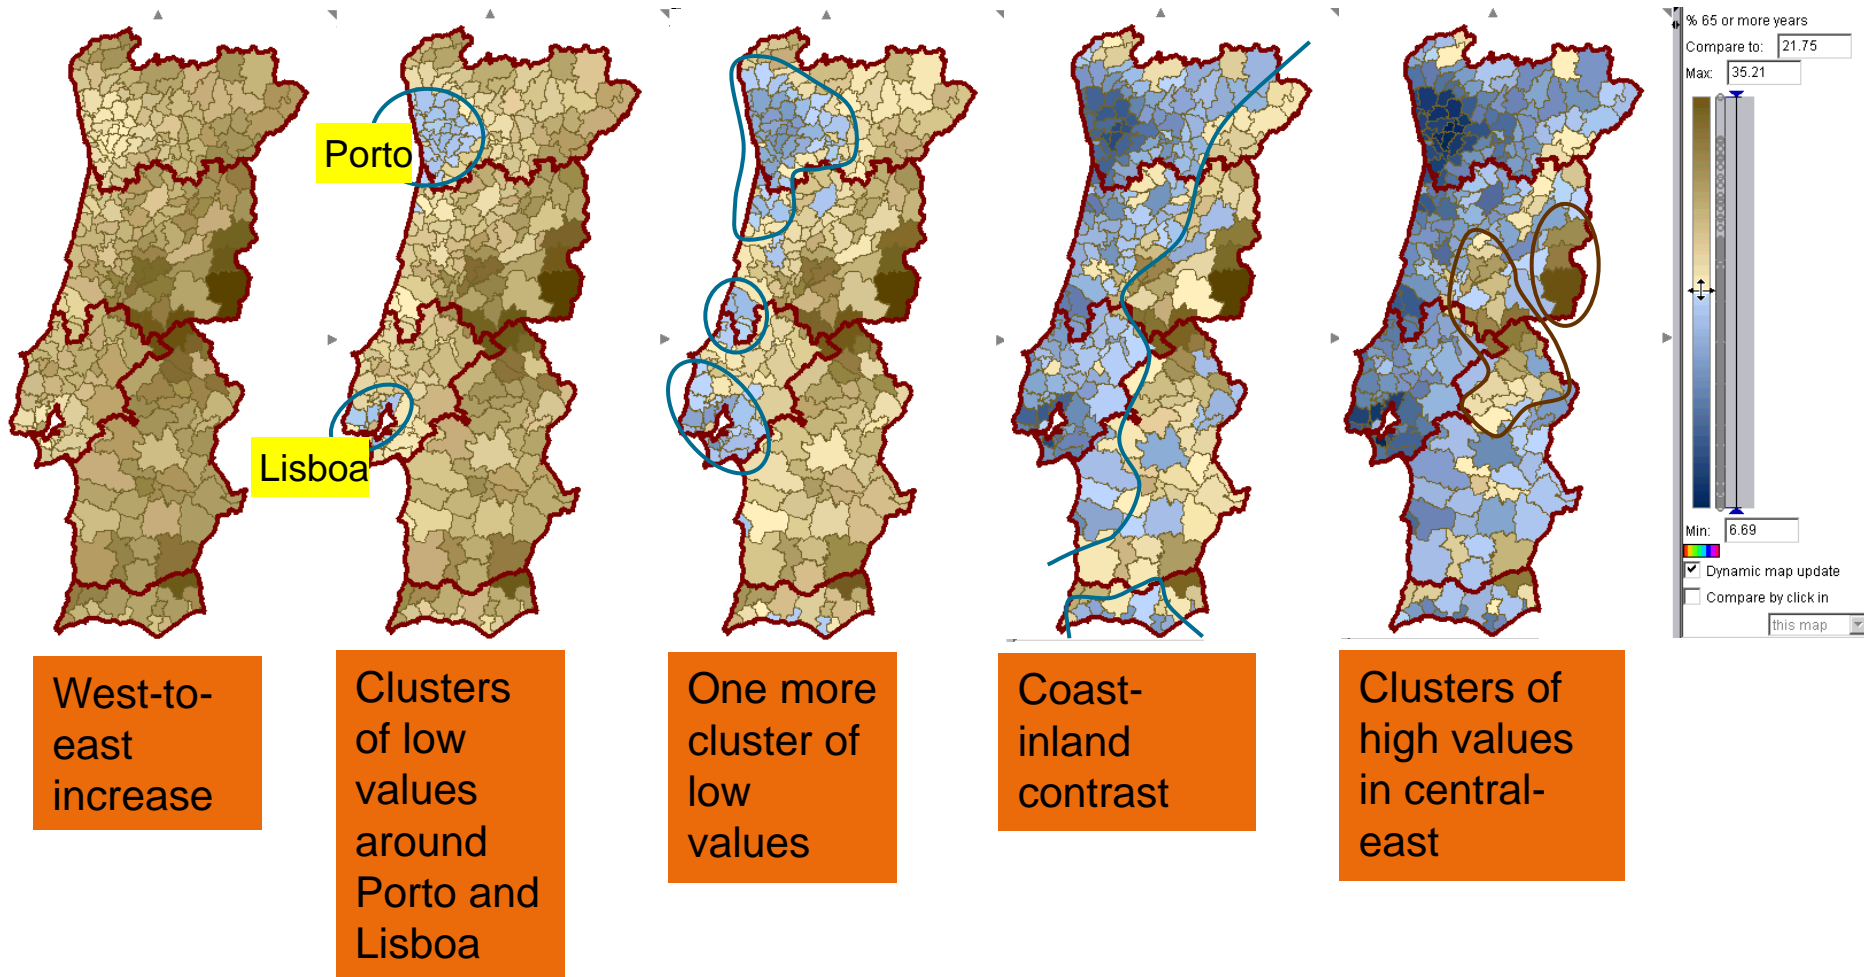 Porto
Lisboa
% 65 or more years
Compare to: 21.75
Max: 35.21
Min: 6.69
Dynamic map update
Compare by click in
this map
West-to-
east
increase
Clusters
of low
values
around
Porto and
Lisboa
One more
cluster of
low
values
Coast-
inland
contrast
Clusters of
high values
in central-
east